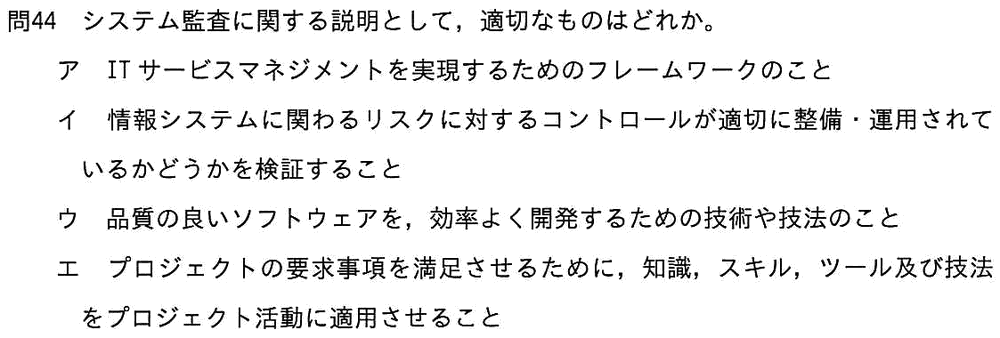 問44 システム監査に関する説明として，適切なものはどれか。
ア ITサービスマネジメントを実現するためのフレームワークのこと
イ 情報システムに関わるリスクに対するコントロールが適切に整備・運用されて
いるかどうかを検証すること
ウ 品質の良いソフトウェアを，効率よく開発するための技術や技法のこと
エ プロジェクトの要求事項を満足させるために，知識，スキル，ツール及び技法
をプロジェクト活動に適用させること